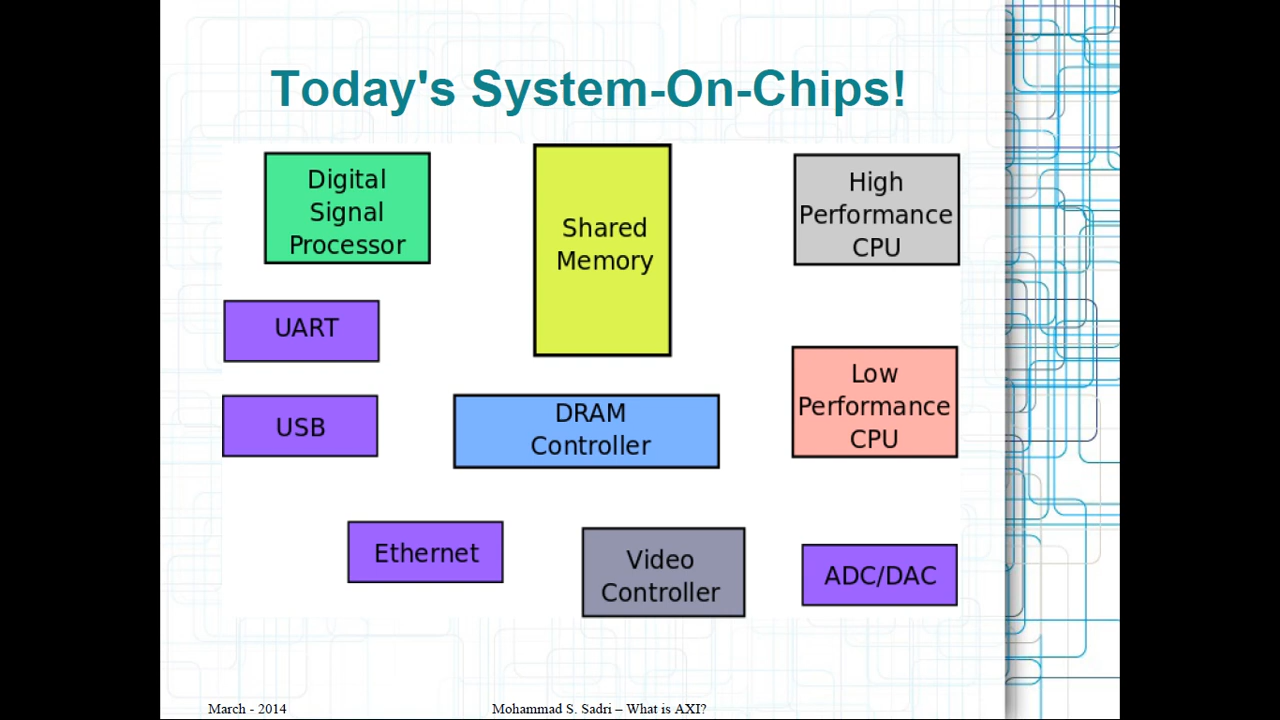 Today's System-On-Chips!
Digital
Signal
Processor
Shared
Memory
High
Performance
CPU
UART
USB
DRAM
Controller
Low
Performance
CPU
Ethernet
Video
Controller
ADC/DAC
March - 2014
Mohammad S. Sadri – What is AXI?